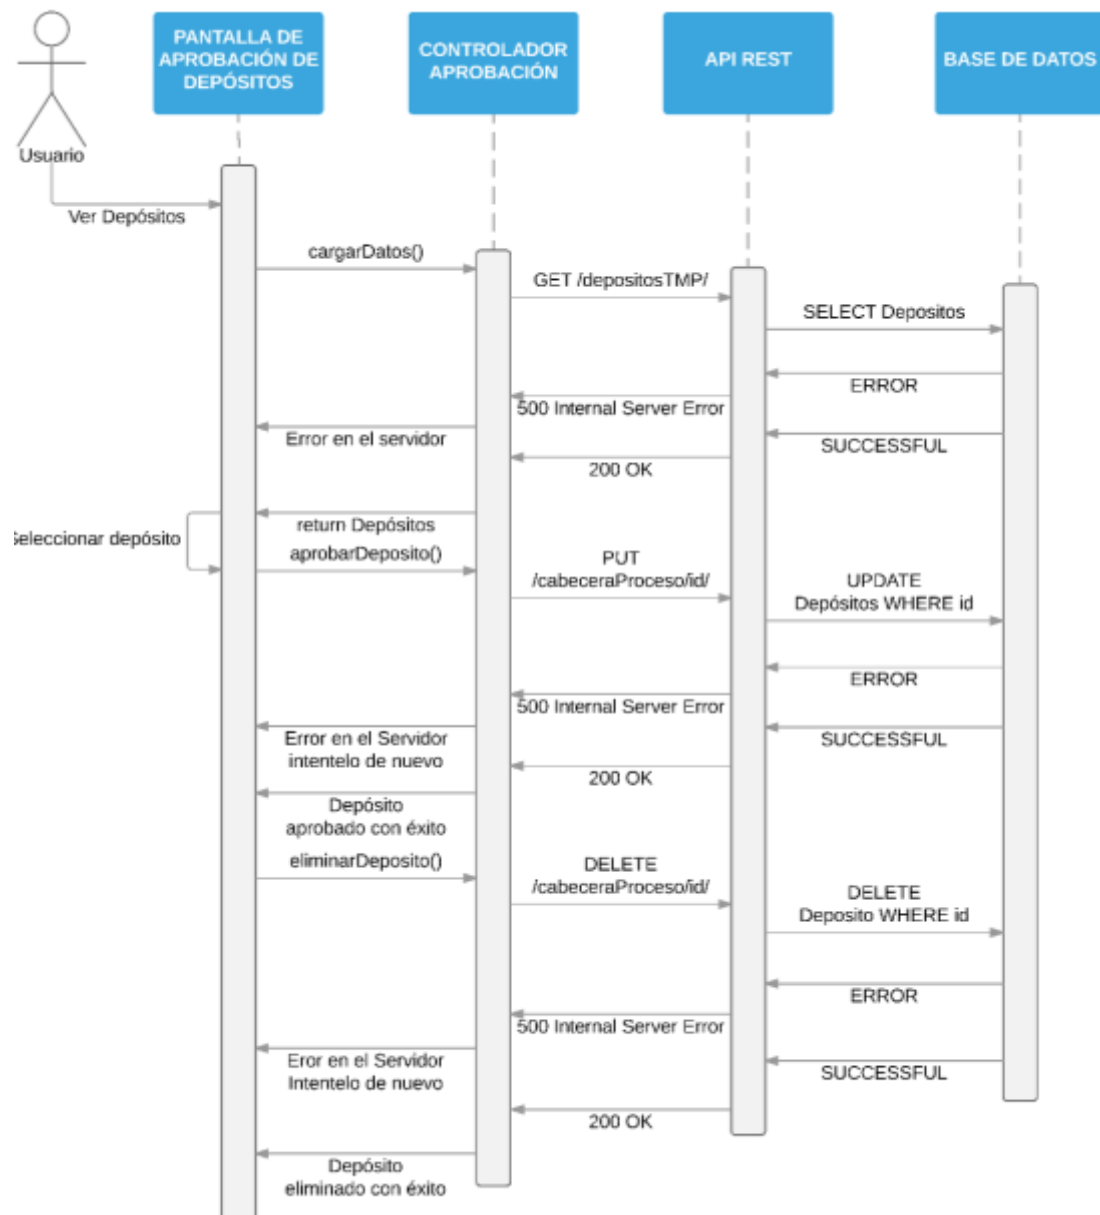 PANTALLA DE
APROBACIÓN DE
DEPÓSITOS
CONTROLADOR
APROBACIÓN
API REST
BASE DE DATOS
Usuario
Ver Depósitos
cargarDatos()
GET /depositosTMP/
SELECT Depositos
ERROR
500 Internal Server Error
Error en el servidor
SUCCESSFUL
200 OK
return Depósitos
Seleccionar depósito
aprobarDeposito()
PUT
/cabeceraProceso/id/
UPDATE
Depósitos WHERE id
ERROR
500 Internal Server Error
Error en el Servidor
intentelo de nuevo
SUCCESSFUL
200 OK
Depósito
aprobado con éxito
eliminarDeposito()
DELETE
/cabeceraProceso/id/
DELETE
Deposito WHERE id
ERROR
500 Internal Server Error
Eror en el Servidor
Intentelo de nuevo
SUCCESSFUL
200 OK
Depósito
eliminado con éxito